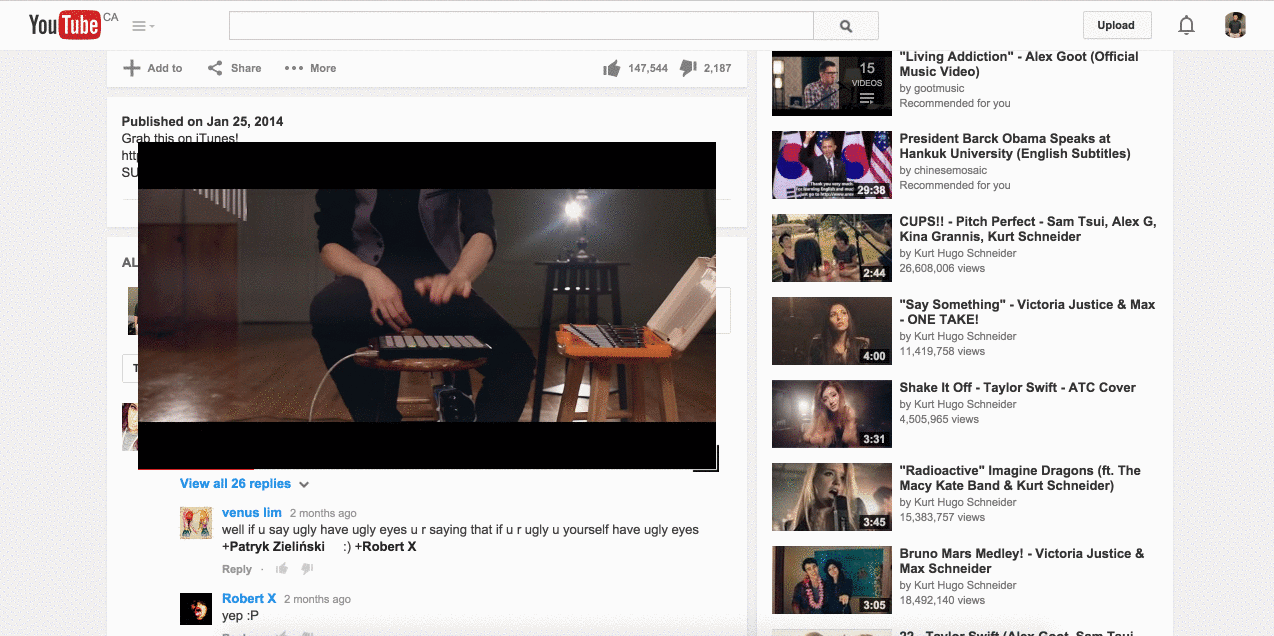 YouTube CA
Upload
Add to
Share
More
147,544
2,187
Published on Jan 25, 2014
Grab this on iTunes!
SU
AL
T
View all 26 replies
venus lim 2 months ago
well if u say ugly have ugly eyes u r saying that if u r ugly u yourself have ugly eyes
+Patryk Zieliński :) +Robert X
Reply ·
Robert X 2 months ago
yep :P
Reply
15
VIDEOS
"Living Addiction" - Alex Goot (Official
Music Video)
by gootmusic
Recommended for you
29:38
President Barck Obama Speaks at
Hankuk University (English Subtitles)
by chinesemosaic
Recommended for you
2:44
CUPS!! - Pitch Perfect - Sam Tsui, Alex G,
Kina Grannis, Kurt Schneider
by Kurt Hugo Schneider
26,608,006 views
4:00
"Say Something" - Victoria Justice & Max
- ONE TAKE!
by Kurt Hugo Schneider
11,419,758 views
3:31
Shake It Off - Taylor Swift - ATC Cover
by Kurt Hugo Schneider
4,505,965 views
3:45
"Radioactive" Imagine Dragons (ft. The
Macy Kate Band & Kurt Schneider)
by Kurt Hugo Schneider
15,383,757 views
3:05
Bruno Mars Medley! - Victoria Justice &
Max Schneider
by Kurt Hugo Schneider
18,492,140 views
22 - Taylor Swift (Alex Goot, Sam Tsui,